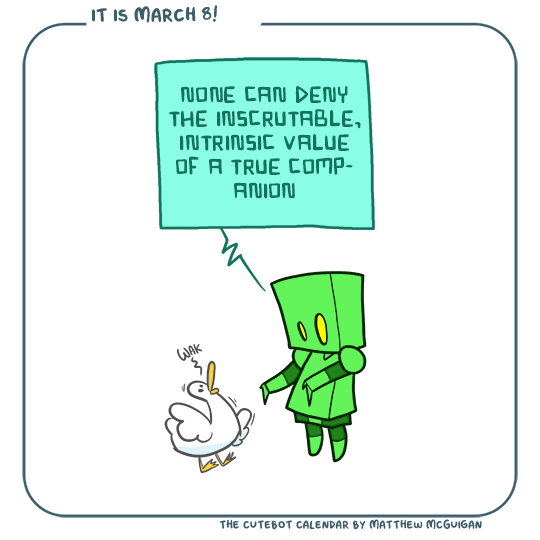 IT IS MARCH 8!
NONE CAN DENY
THE INSCRUTABLE,
INTRINSIC VALUE
OF A TRUE COMP-
ANION
WAK
THE CUTEBOT CALENDAR BY MATTHEW MCGUIGAN